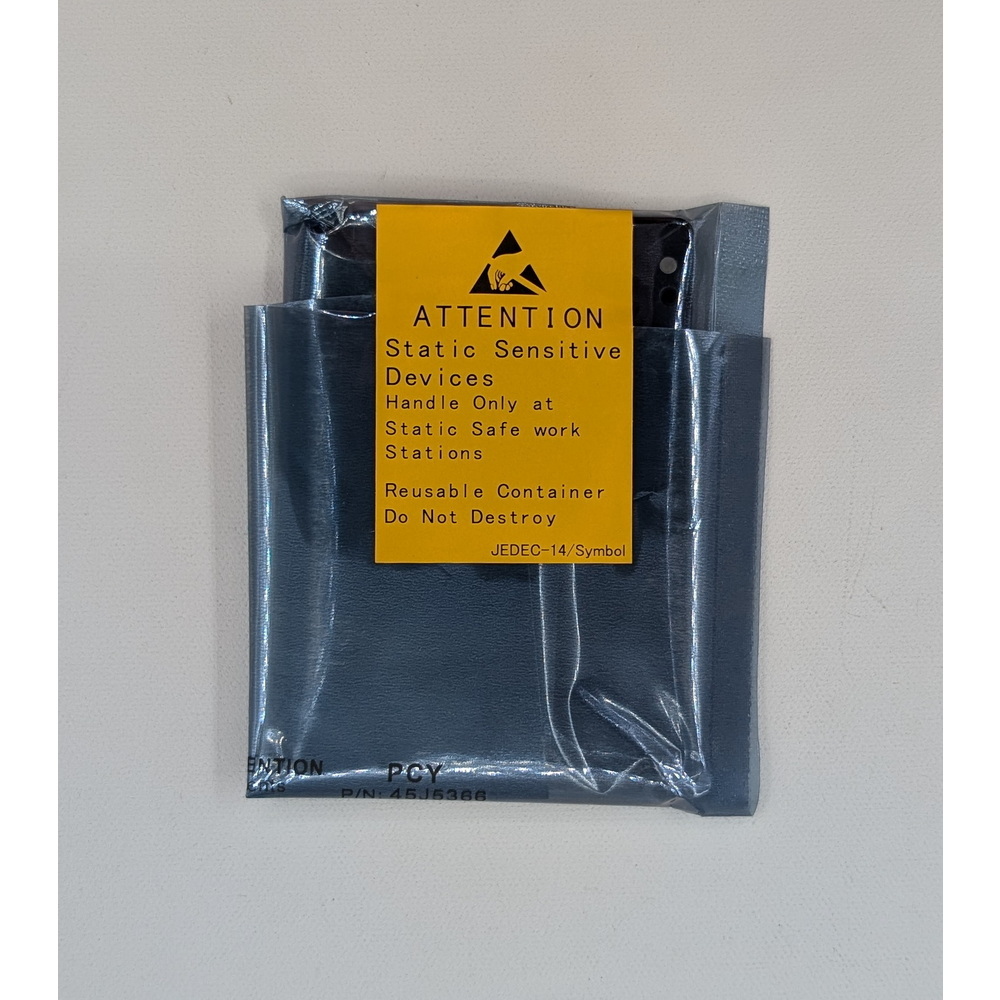 ATTENTION
Static Sensitive
Devices
Handle Only at
Static Safe work
Stations
Reusable Container
Do Not Destroy
JEDEC-14/Symbol
ENTION
PCY
P/N: 45J5366